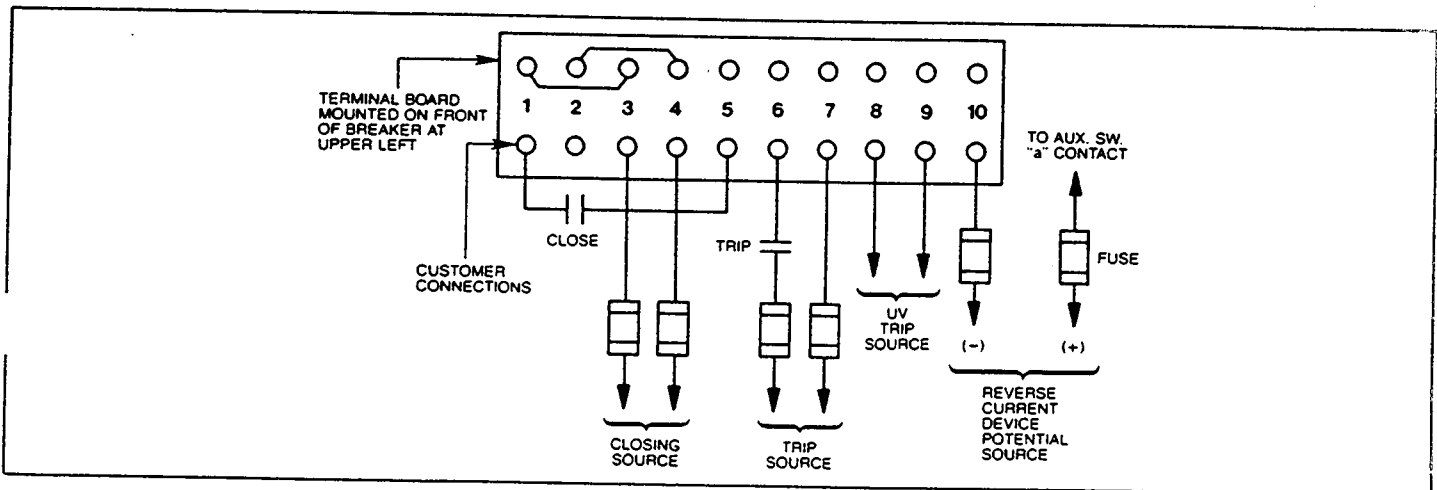 TERMINAL BOARD
MOUNTED ON FRONT
OF BREAKER AT
UPPER LEFT
1 2 3 4 5 6 7 8 9 10
TO AUX. SW.
"a" CONTACT
CLOSE
TRIP
FUSE
CUSTOMER
CONNECTIONS
UV
TRIP
SOURCE
(-) (+)
REVERSE
CURRENT
DEVICE
POTENTIAL
SOURCE
CLOSING
SOURCE
TRIP
SOURCE